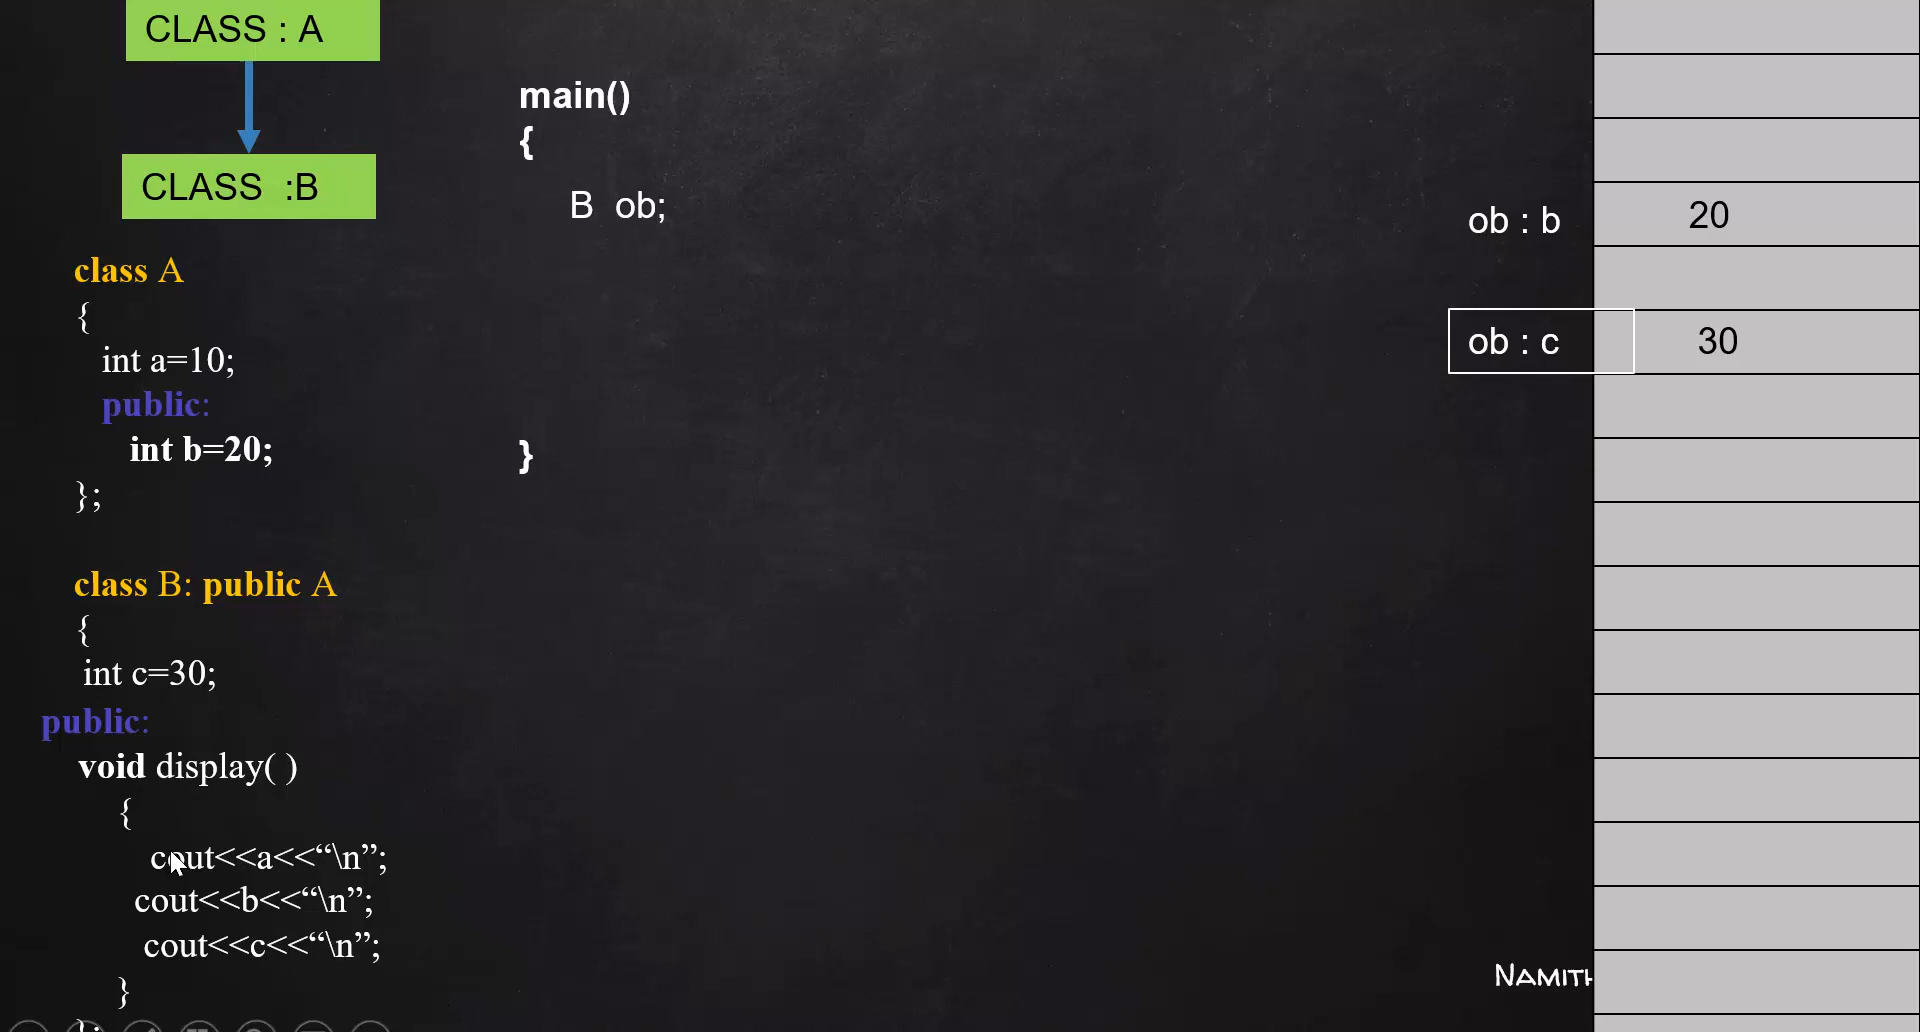 CLASS : A
CLASS :B
class A
{
int a=10;
public:
int b=20;
};
class B: public A
{
int c=30;
public:
void display( )
{
cout<<a<<“\n”;
cout<<b<<“\n”;
cout<<c<<“\n”;
}
};
main()
{
B ob;
}
ob : b 20
ob : c 30